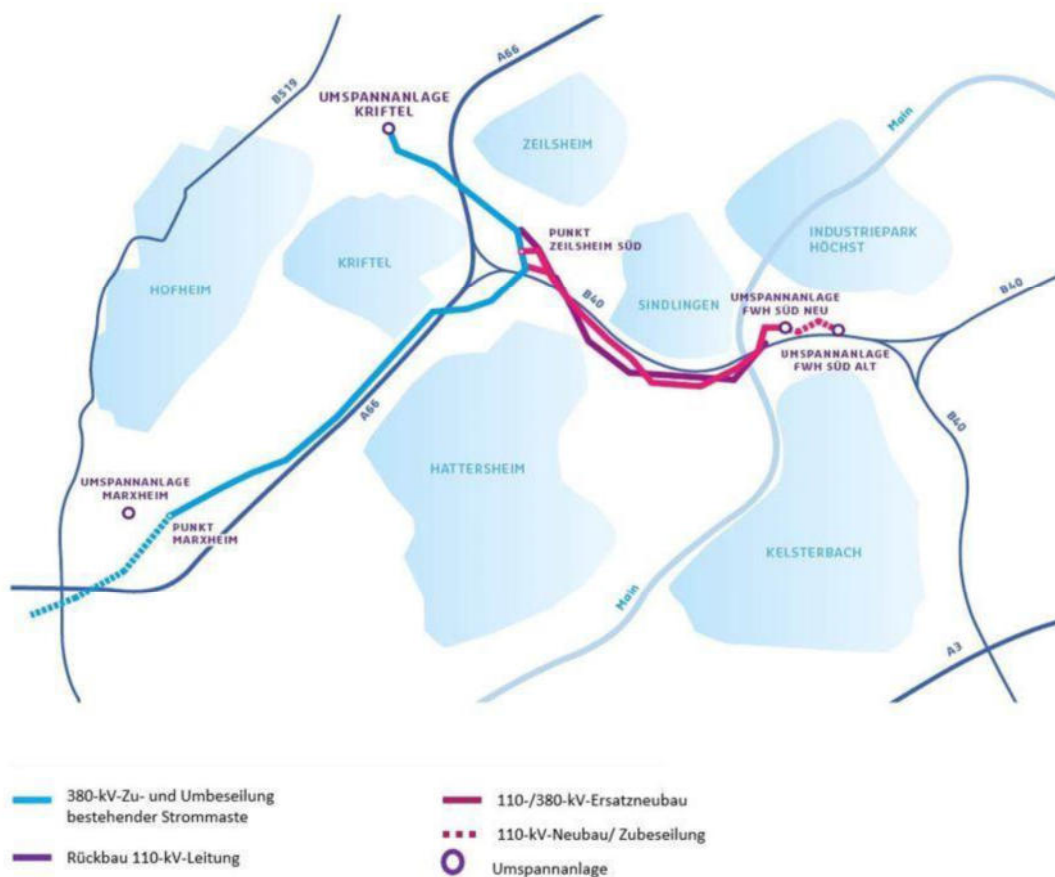 A66
B519
UMSPANNANLAGE
KRIFTEL
ZEILSHEIM
Main
PUNKT
ZEILSHEIM SÜD
INDUSTRIEPARK
HÖCHST
KRIFTEL
HOFHEIM
B40
SINDLINGEN
UMSPANNANLAGE
FWH SÜD NEU
B40
UMSPANNANLAGE
FWH SÜD ALT
A66
B40
HATTERSHEIM
UMSPANNANLAGE
MARXHEIM
PUNKT
MARXHEIM
KELSTERBACH
Main
A3
380-kV-Zu- und Umbeseilung
bestehender Strommaste
Rückbau 110-kV-Leitung
110-/380-kV-Ersatzneubau
110-kV-Neubau/ Zubeseilung
Umspannanlage